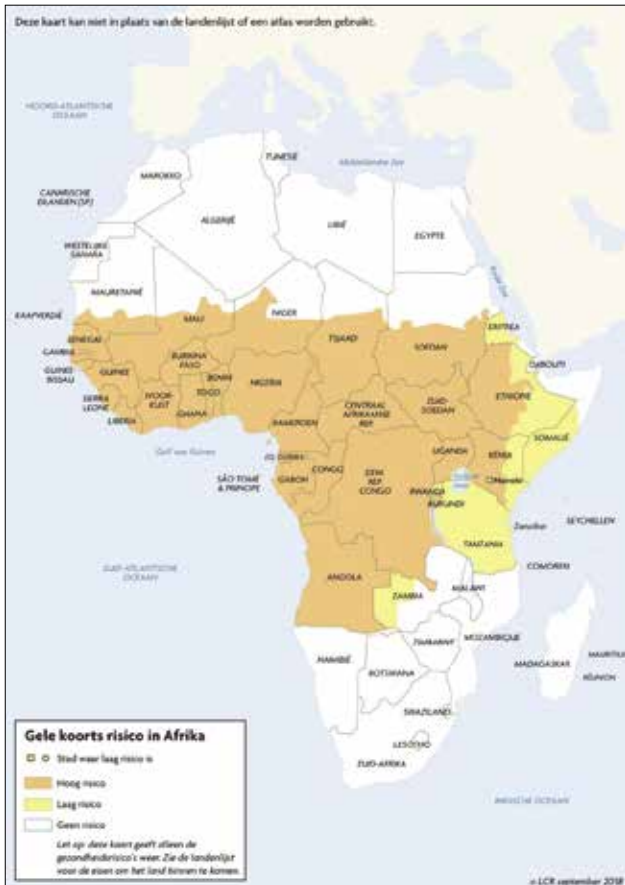 Deze kaart kan niet in plaats van de landenlijst of een atlas worden gebruikt.
NOORD-ATLANTISCHE
OCEAAN
Middellandse Zee
TUNESIË
MAROKKO
CANARISCHE
EILANDEN (SP.)
ALGERIJE
LIBIË
EGYPTE
WESTELIJKE
SAHARA
Rode Zee
MAURETANIË
KAAPVERDIË
MALI
NIGER
TSJAAD
SOEDAN
ERITREA
DJIBOUTI
SENEGAL
GAMBIA
GUINEE
BISSAU
GUINEE
BURKINA
FASO
BENIN
TOGO
NIGERIA
SIERRA
LEONE
IVOOR-
KUST
GHANA
LIBERIA
CENTRAAL
AFRIKAANSE
REP.
ZUID-
SOEDAN
ETHIOPIË
SOMALIË
KAMEROEN
Golf van Guinee
EQ. GUINEA
SÃO TOMÉ
& PRINCIPE
GABON
CONGO
DEM.
REP.
CONGO
UGANDA
KENIA
Nairobi
RWANDA
BURUNDI
TANZANIA
Zanzibar
SEYCHELLEN
COMOREN
ZUID-ATLANTISCHE
OCEAAN
ANGOLA
ZAMBIA
MALAWI
MOZAMBIQUE
ZIMBABWE
NAMIBIË
BOTSWANA
MADAGASKAR
MAURITIU
RÉUNION
SWAZILAND
LESOTHO
ZUID-AFRIKA
INDISCHE OCEAAN
Gele koorts risico in Afrika
Stad waar laag risico is
Hoog risico
Laag risico
Geen risico
Let op: deze kaart geeft alleen de
gezondheidsrisico's weer. Zie de landenlijst
voor de eisen om het land binnen te komen.
© LCR september 2018